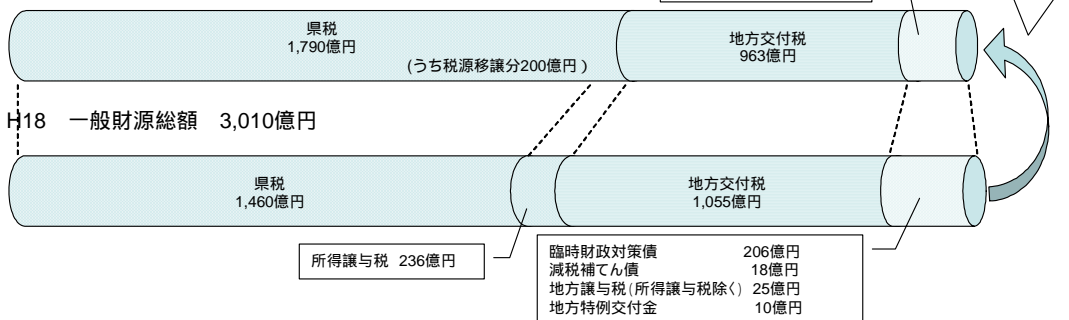 県税
1,790億円
(うち税源移譲分200億円 )
地方交付税
963億円
H18 一般財源総額 3,010億円
県税
1,460億円
地方交付税
1,055億円
所得譲与税 236億円
臨時財政対策債 206億円
減税補てん債 18億円
地方譲与税(所得譲与税除く) 25億円
地方特例交付金 10億円